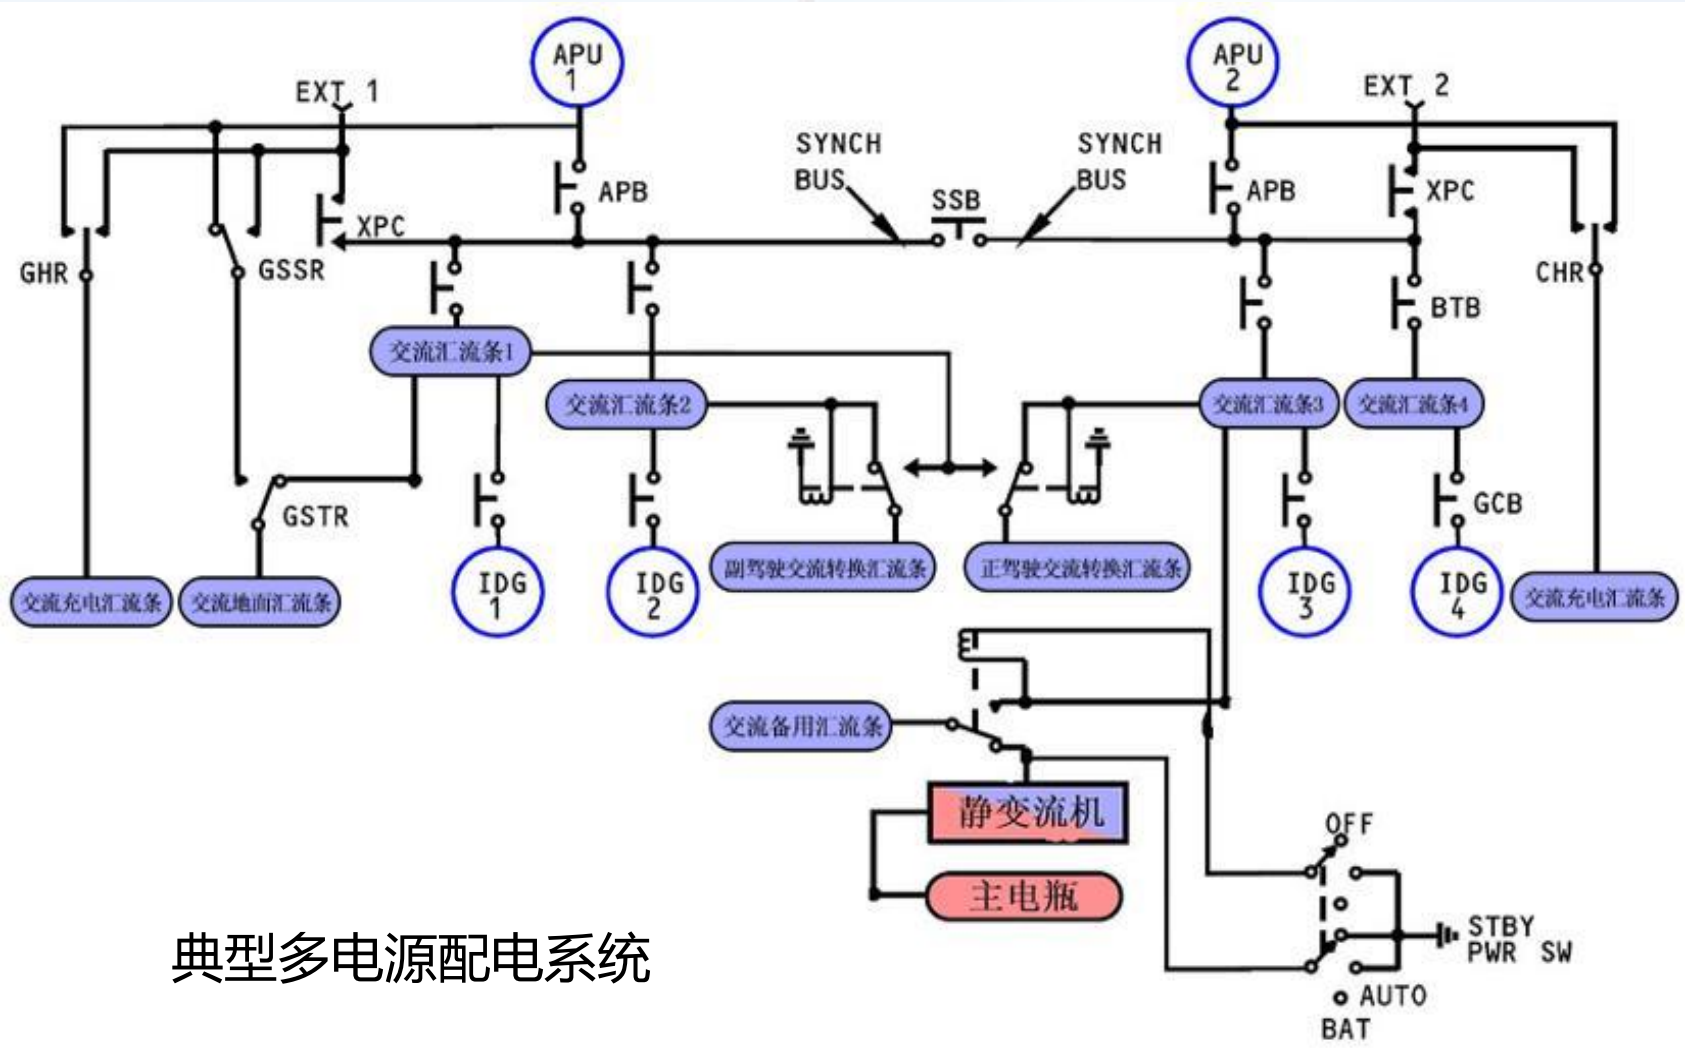 APU
1
APU
2
EXT 1
EXT 2
SYNCH
BUS
SYNCH
BUS
SSB
APB
APB
XPC
XPC
GHR
GSSR
CHR
BTB
交流汇流条1
交流汇流条2
交流汇流条3
交流汇流条4
GSTR
GCB
副驾驶交流转换汇流条
正驾驶交流转换汇流条
交流充电汇流条
交流地面汇流条
IDG
1
IDG
2
IDG
3
IDG
4
交流充电汇流条
交流备用汇流条
静变流机
主电瓶
OFF
STBY
PWR SW
AUTO
BAT
典型多电源配电系统